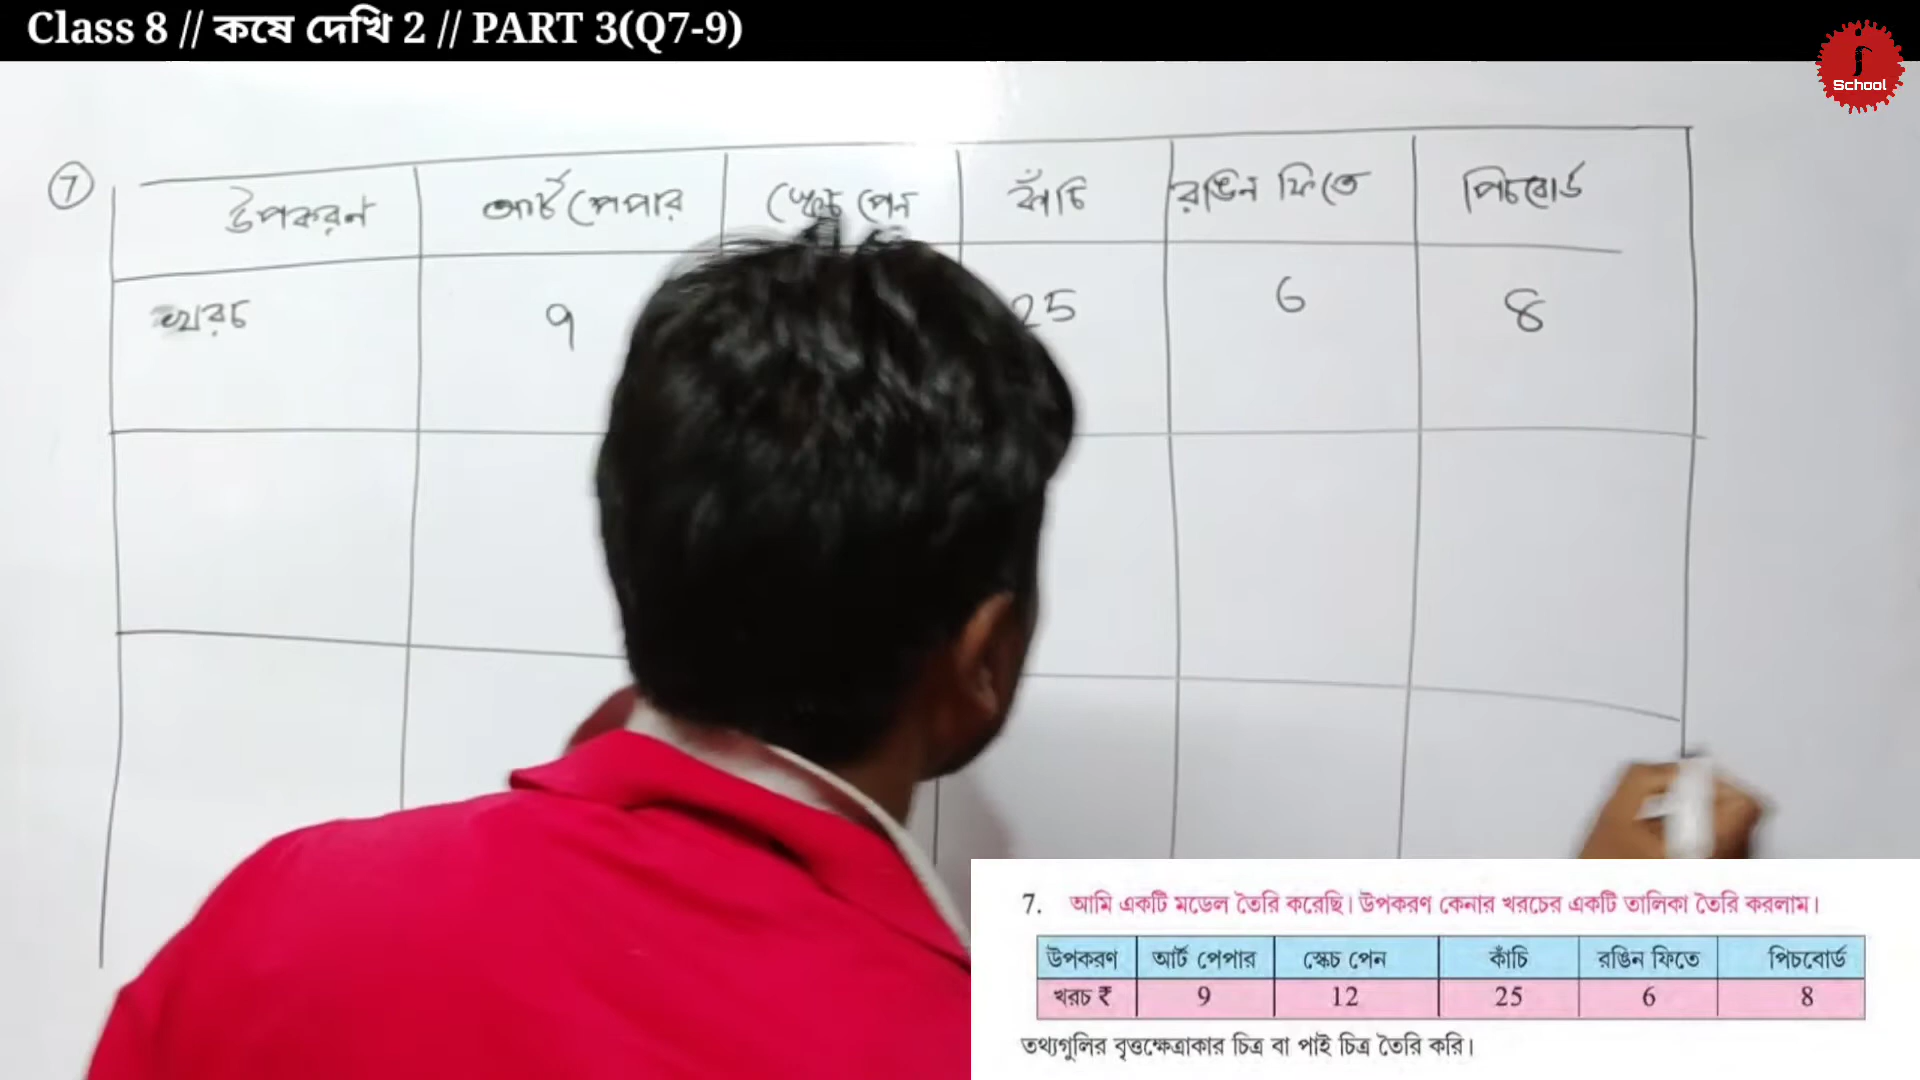 Class 8 // কষে দেখি 2 // PART 3(Q7-9)
School
7
উপকরণ আর্ট পেপার স্কেচ পেন কাঁচি রঙিন ফিতে পিচবোর্ড
খরচ 9 25 6 8
7. আমি একটি মডেল তৈরি করেছি। উপকরণ কেনার খরচের একটি তালিকা তৈরি করলাম।
উপকরণ আর্ট পেপার স্কেচ পেন কাঁচি রঙিন ফিতে পিচবোর্ড
খরচ ₹ 9 12 25 6 8
তথ্যগুলির বৃত্তক্ষেত্রাকার চিত্র বা পাই চিত্র তৈরি করি।